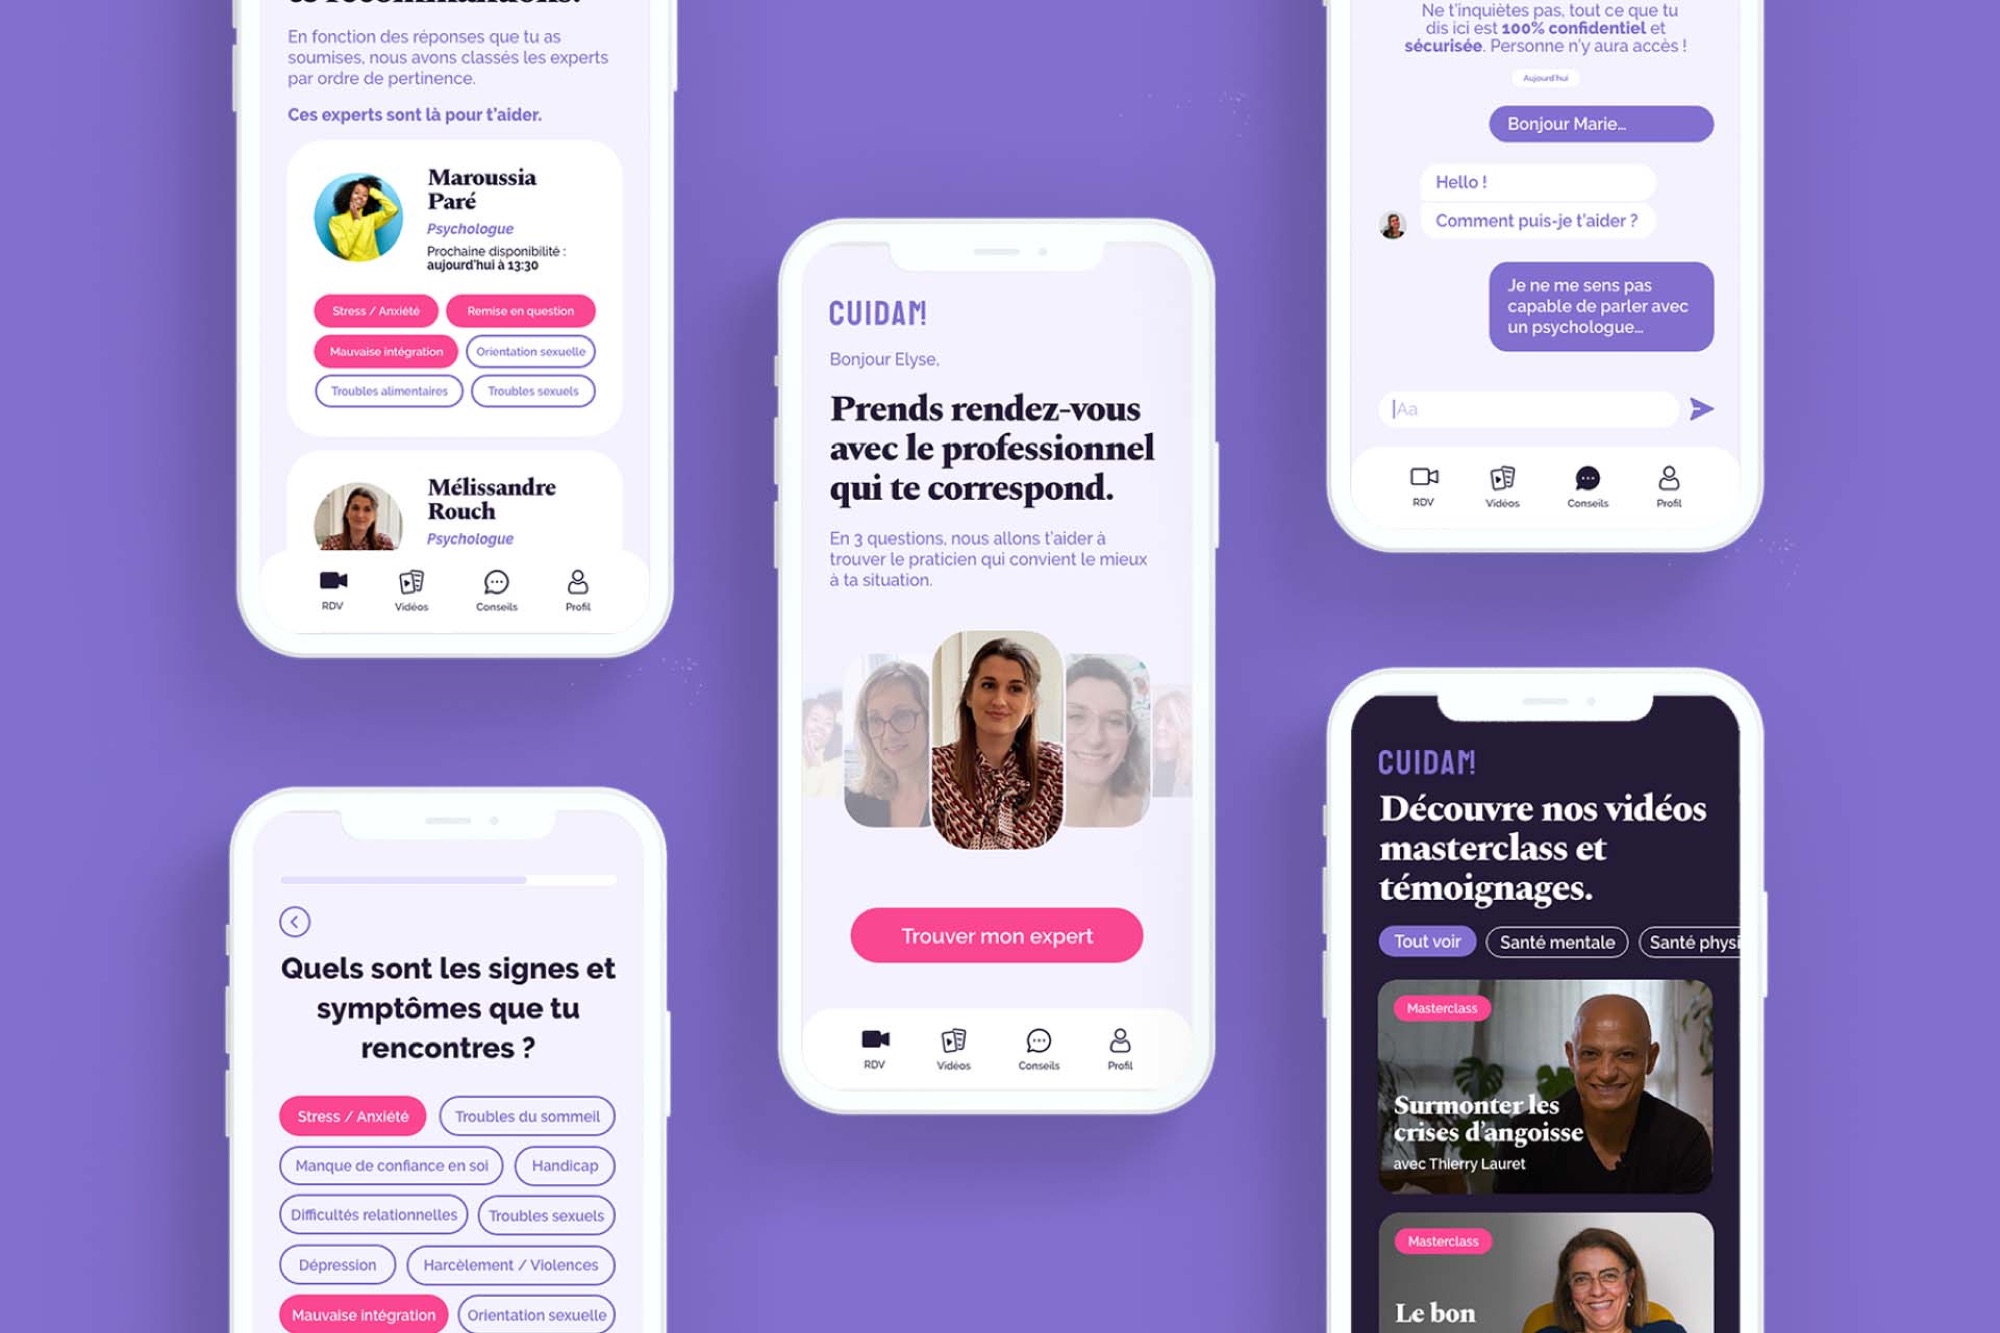 te recommandons.
En fonction des réponses que tu as
soumises, nous avons classés les experts
par ordre de pertinence.
Ces experts sont là pour t'aider.
Maroussia
Paré
Psychologue
Prochaine disponibilité :
aujourd'hui à 13:30
Stress / Anxiété
Remise en question
Mauvaise intégration
Orientation sexuelle
Troubles alimentaires
Troubles sexuels
Mélissandre
Rouch
Psychologue
RDV
Vidéos
Conseils
Profil
Quels sont les signes et
symptômes que tu
rencontres ?
Stress / Anxiété
Troubles du sommeil
Manque de confiance en soi
Handicap
Difficultés relationnelles
Troubles sexuels
Dépression
Harcèlement / Violences
Mauvaise intégration
Orientation sexuelle
CUIDAM
Bonjour Elyse,
Prends rendez-vous
avec le professionnel
qui te correspond.
En 3 questions, nous allons t'aider à
trouver le praticien qui convient le mieux
à ta situation.
Trouver mon expert
RDV
Vidéos
Conseils
Profil
Ne t'inquiètes pas, tout ce que tu
dis ici est 100% confidentiel et
sécurisée. Personne n'y aura accès !
Aujourd'hui
Bonjour Marie...
Hello !
Comment puis-je t'aider ?
Je ne me sens pas
capable de parler avec
un psychologue...
Aa
RDV
Vidéos
Conseils
Profil
CUIDAM
Découvre nos vidéos
masterclass et
témoignages.
Tout voir
Santé mentale
Santé physi
Masterclass
Surmonter les
crises d'angoisse
avec Thierry Lauret
Masterclass
Le bon